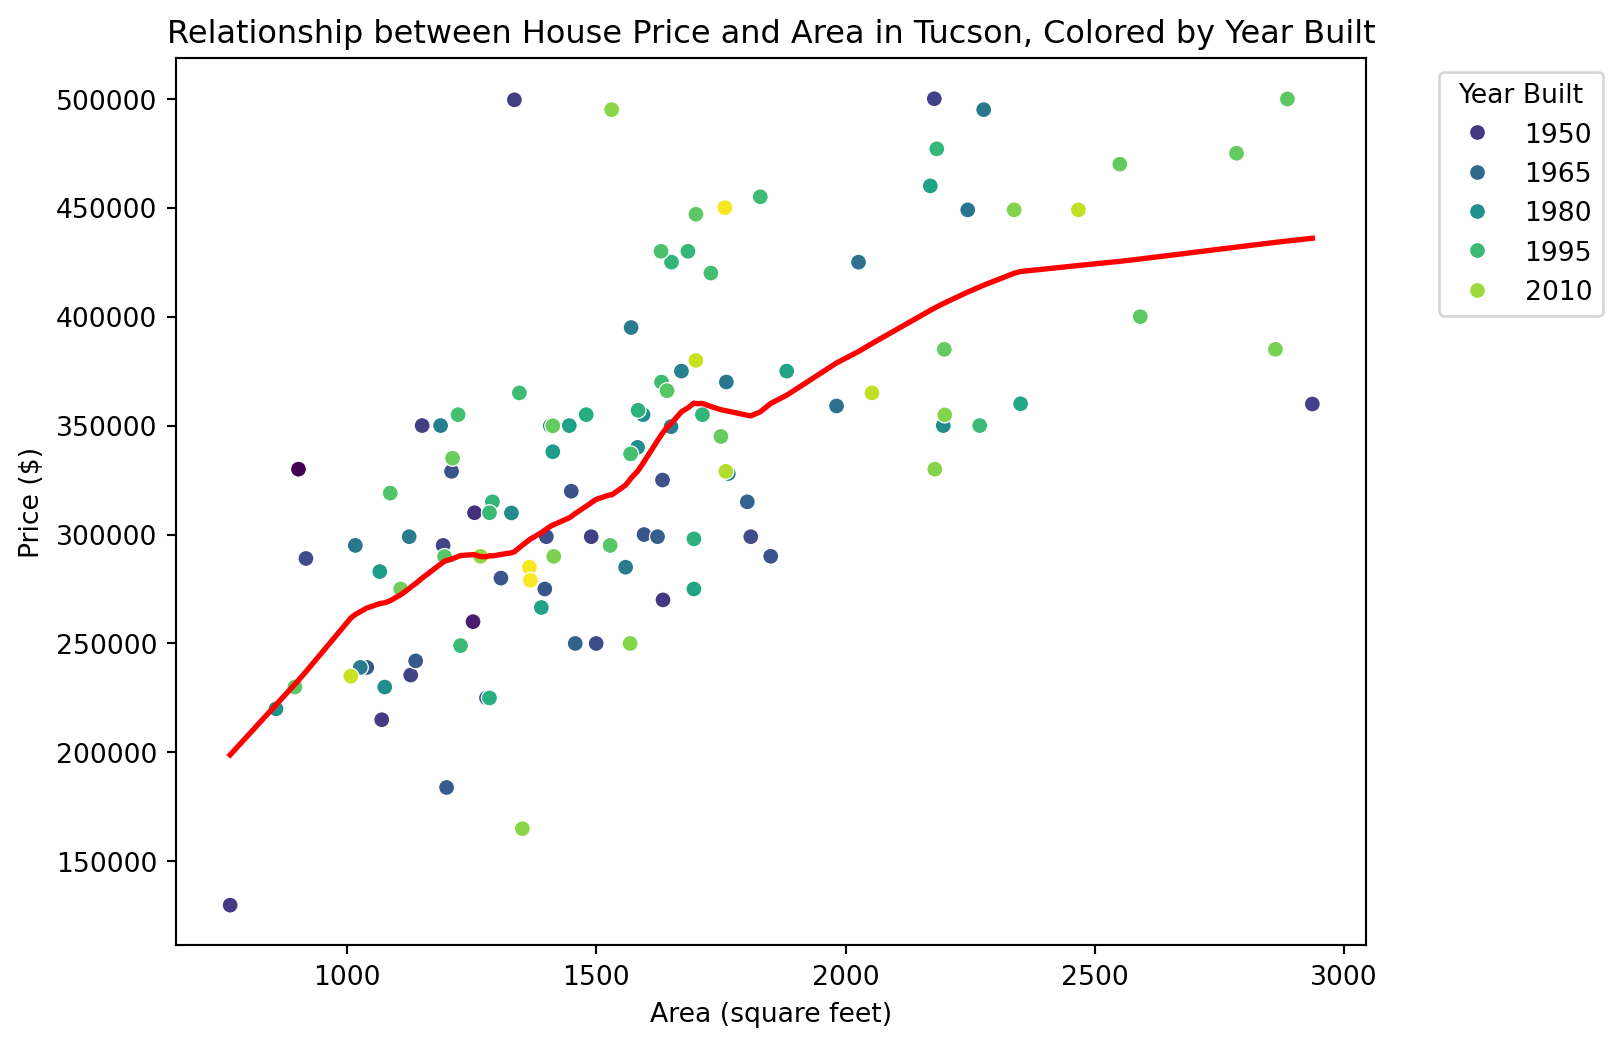 Relationship between House Price and Area in Tucson, Colored by Year Built
500000
450000
400000
350000
300000
250000
200000
150000
Price ($)
1000 1500 2000 2500 3000
Area (square feet)
Year Built
1950
1965
1980
1995
2010